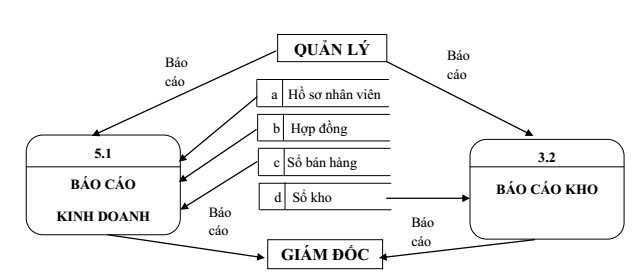 QUẢN LÝ
Báo
cáo
Báo
cáo
a Hồ sơ nhân viên
b Hợp đồng
c Sổ bán hàng
d Sổ kho
5.1
BÁO CÁO
KINH DOANH
3.2
BÁO CÁO KHO
Báo
cáo
Báo
cáo
GIÁM ĐỐC